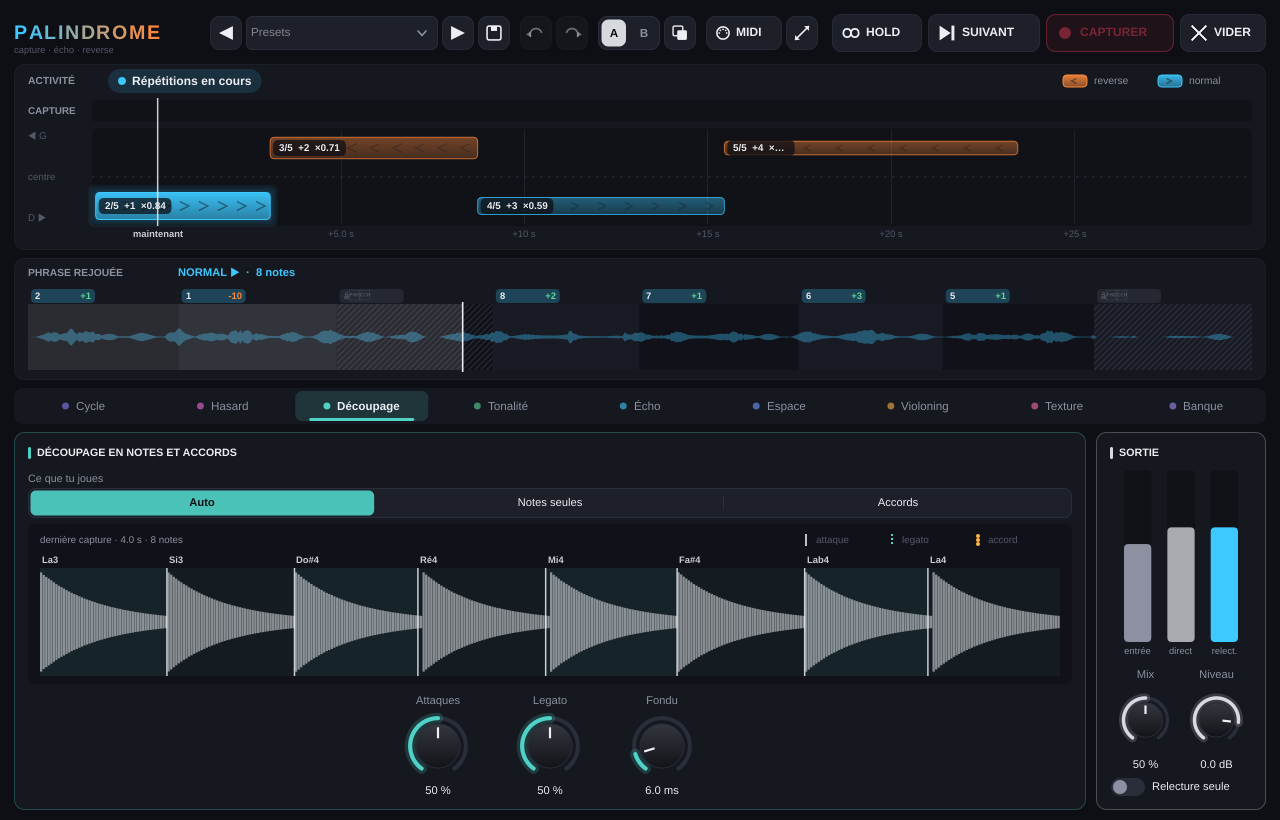 PALINDROME
capture · écho · reverse
Presets
A
B
MIDI
HOLD
SUIVANT
CAPTURER
VIDER
ACTIVITÉ
Répétitions en cours
reverse
normal
CAPTURE
G
centre
D
3/5 +2 ×0.71
5/5 +4 ×…
2/5 +1 ×0.84
4/5 +3 ×0.59
maintenant
+5.0 s
+10 s
+15 s
+20 s
+25 s
PHRASE REJOUÉE
NORMAL ▶ · 8 notes
2 +1
1 -10
8 +2
7 +1
6 +3
5 +1
Cycle
Hasard
Découpage
Tonalité
Écho
Espace
Violoning
Texture
Banque
DÉCOUPAGE EN NOTES ET ACCORDS
Ce que tu joues
Auto
Notes seules
Accords
dernière capture · 4.0 s · 8 notes
attaque
legato
accord
La3
Si3
Do#4
Ré4
Mi4
Fa#4
Lab4
La4
Attaques
Legato
Fondu
50 %
50 %
6.0 ms
SORTIE
entrée
direct
relect.
Mix
Niveau
50 %
0.0 dB
Relecture seule